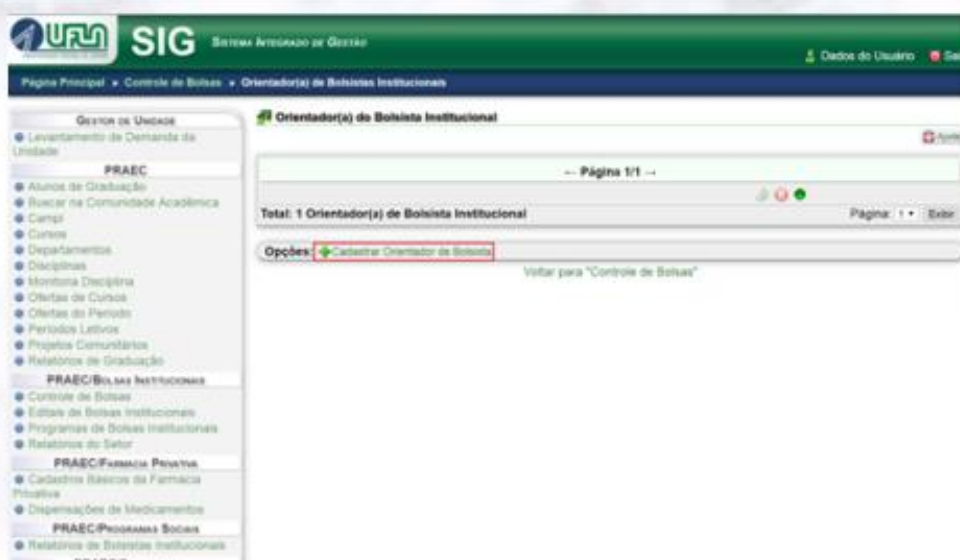 UFLA SIG SISTEMA INTEGRADO DE GESTÃO
Dados do Usuário Sair
Página Principal » Controle de Bolsas » Orientador(a) de Bolsistas Institucionais
GESTOR DE UNIDADE
Levantamento de Demanda da
Unidade
PRAEC
Alunos de Graduação
Buscar na Comunidade Acadêmica
Campi
Cursos
Departamentos
Disciplinas
Monitoria Disciplina
Ofertas de Cursos
Ofertas do Período
Períodos Letivos
Projetos Comunitários
Relatórios de Graduação
PRAEC/BOLSAS INSTITUCIONAIS
Controle de Bolsas
Editais de Bolsas Institucionais
Programas de Bolsas Institucionais
Relatórios do Setor
PRAEC/FARMÁCIA PRIVATIVA
Cadastros Básicos da Farmácia
Privativa
Dispensações de Medicamentos
PRAEC/PROGRAMAS SOCIAIS
Relatórios de Bolsistas Institucionais
Orientador(a) do Bolsista Institucional
← Página 1/1 →
Total: 1 Orientador(a) de Bolsista Institucional Página: 1 Exibir
Opções: Cadastrar Orientador de Bolsista
Voltar para "Controle de Bolsas"